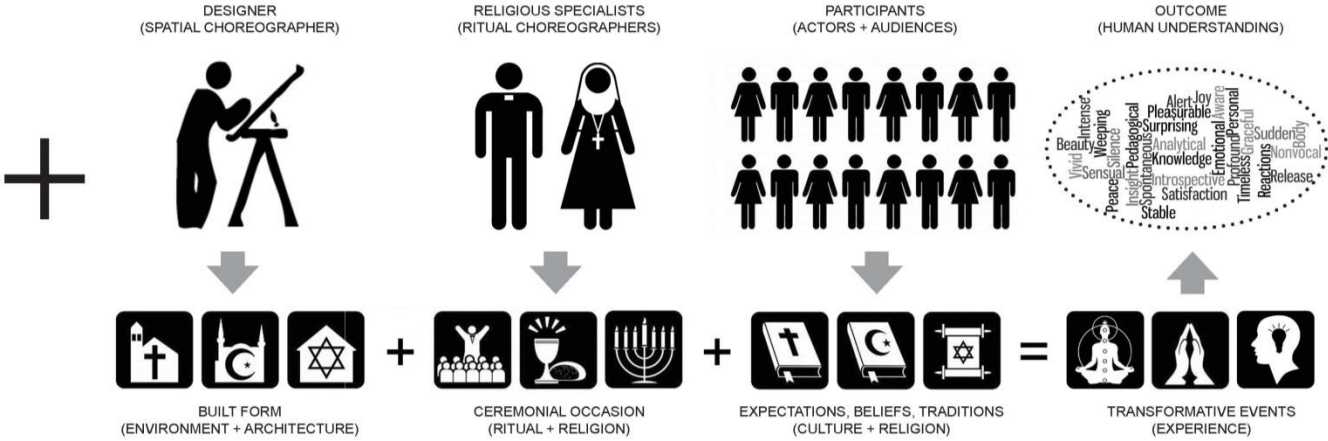 DESIGNER
(SPATIAL CHOREOGRAPHER)
RELIGIOUS SPECIALISTS
(RITUAL CHOREOGRAPHERS)
PARTICIPANTS
(ACTORS + AUDIENCES)
OUTCOME
(HUMAN UNDERSTANDING)
Beauty
Vivid
Intense
Weeping
Sensual
Silence
Peace
Pedagogical
Insight
Spontaneous
Alert
Joy
Pleasurable
Surprising
Analytical
Knowledge
Introspective
Satisfaction
Stable
Aware
Emotional
Personal
Profound
Graceful
Timeless
Sudden
Body
Nonvocal
Reactions
Release
+
+
+
=
BUILT FORM
(ENVIRONMENT + ARCHITECTURE)
CEREMONIAL OCCASION
(RITUAL + RELIGION)
EXPECTATIONS, BELIEFS, TRADITIONS
(CULTURE + RELIGION)
TRANSFORMATIVE EVENTS
(EXPERIENCE)